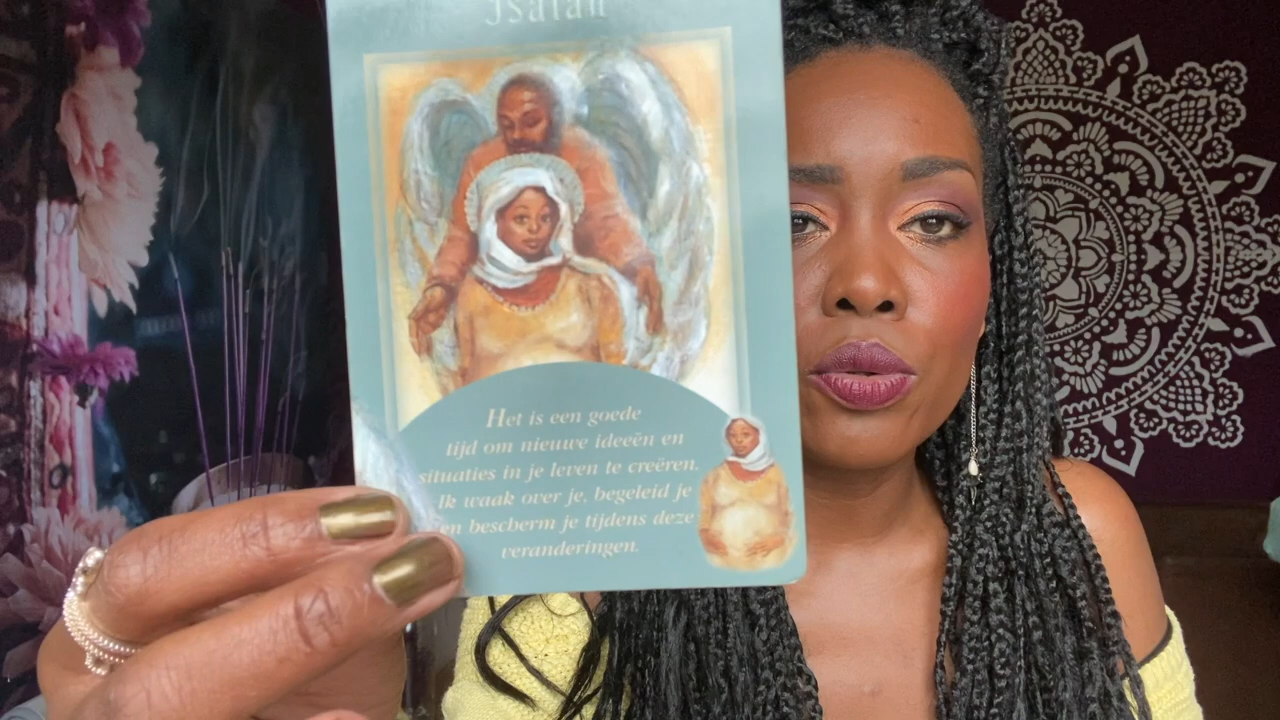 Isaiah
Het is een goede
tijd om nieuwe ideeën en
situaties in je leven te creëren.
Ik waak over je, begeleid je
en bescherm je tijdens deze
veranderingen.